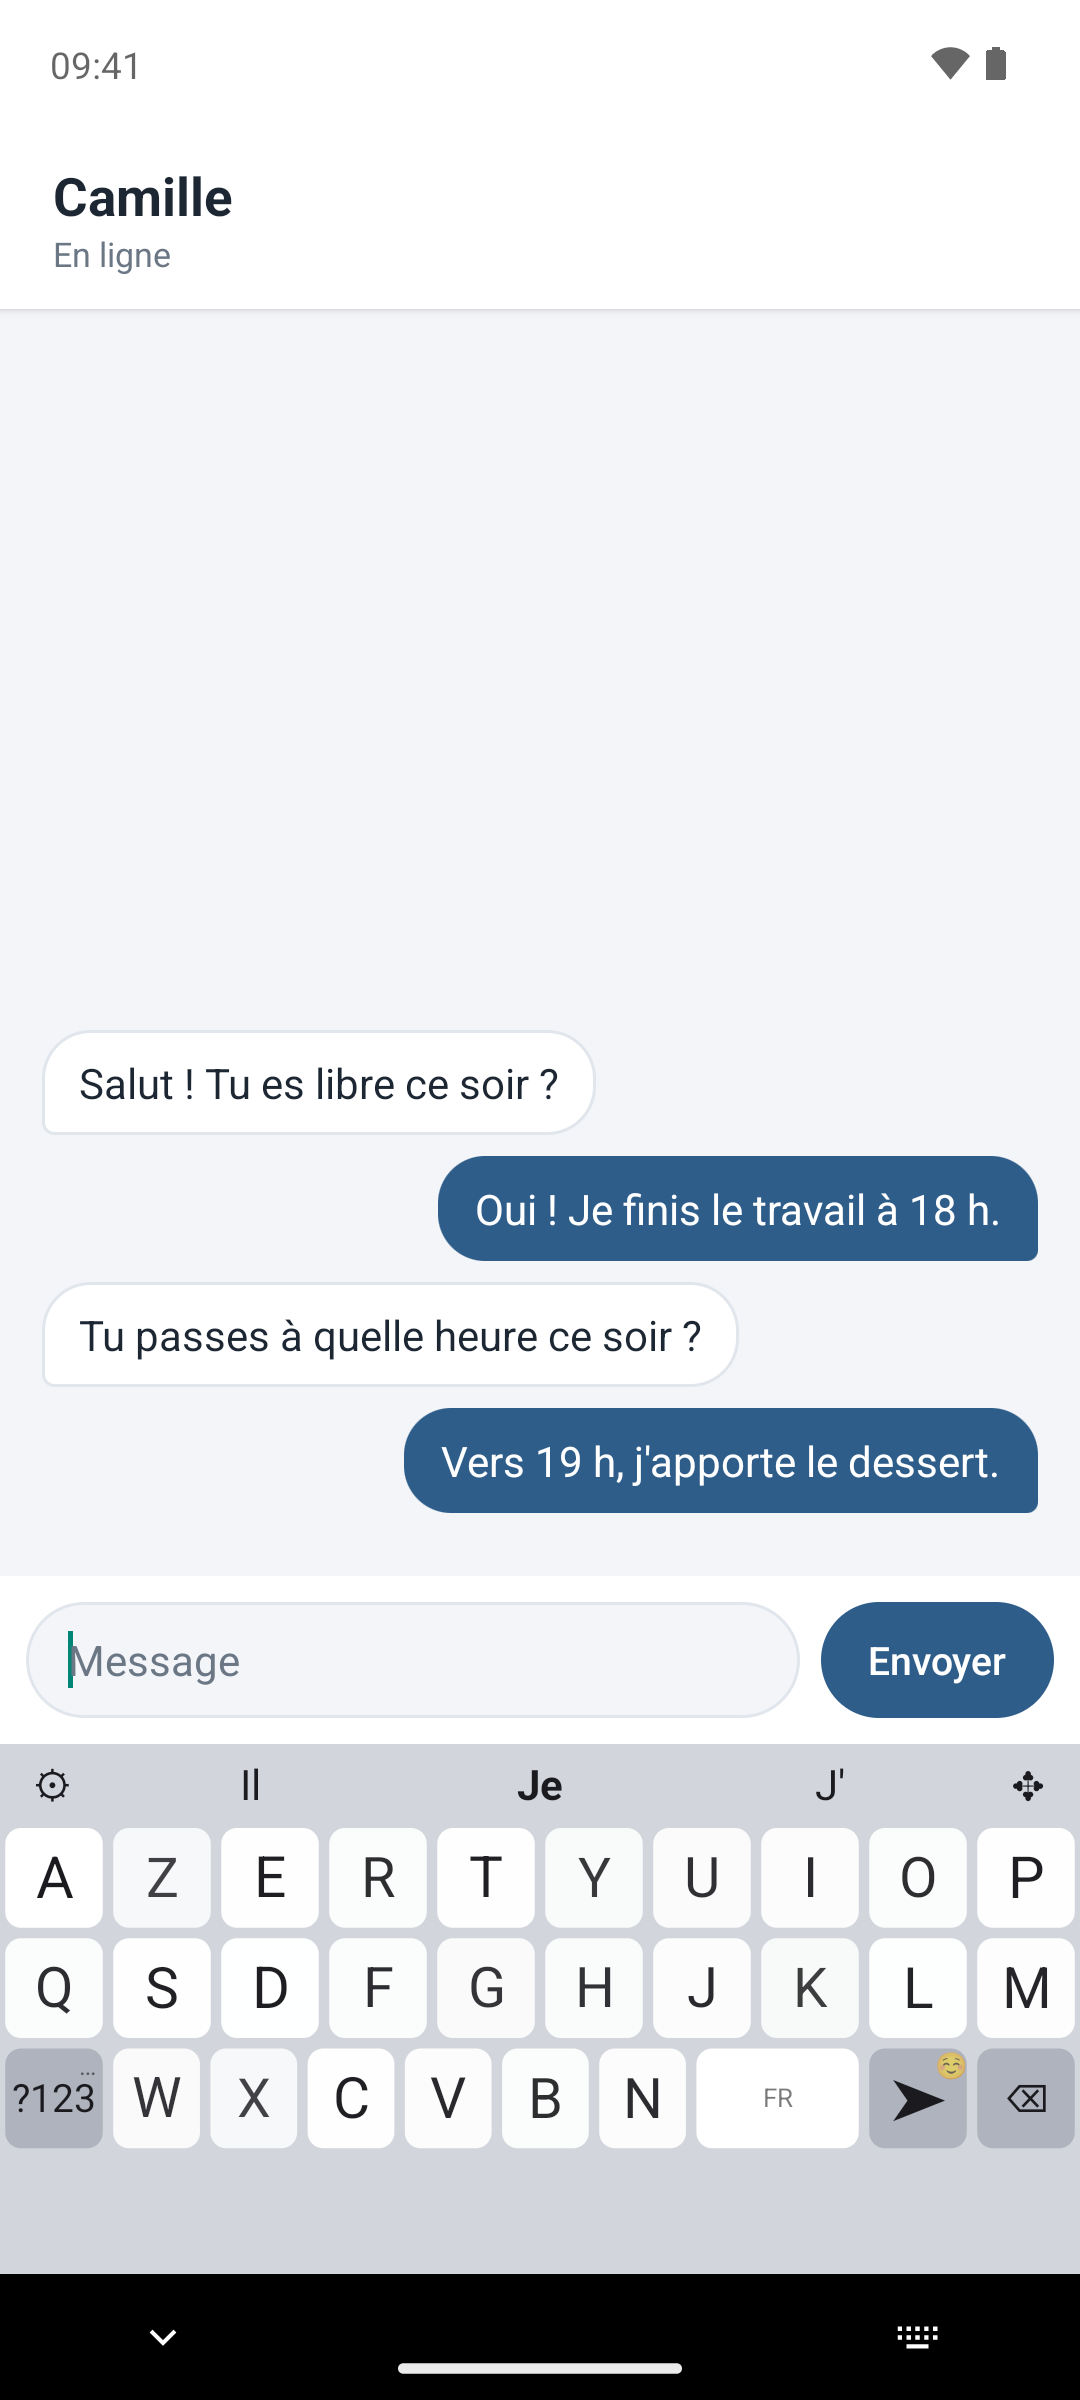 09:41
Camille
En ligne
Salut ! Tu es libre ce soir ?
Oui ! Je finis le travail à 18 h.
Tu passes à quelle heure ce soir ?
Vers 19 h, j'apporte le dessert.
Message
Envoyer
Il Je J'
A Z E R T Y U I O P
Q S D F G H J K L M
?123 W X C V B N FR